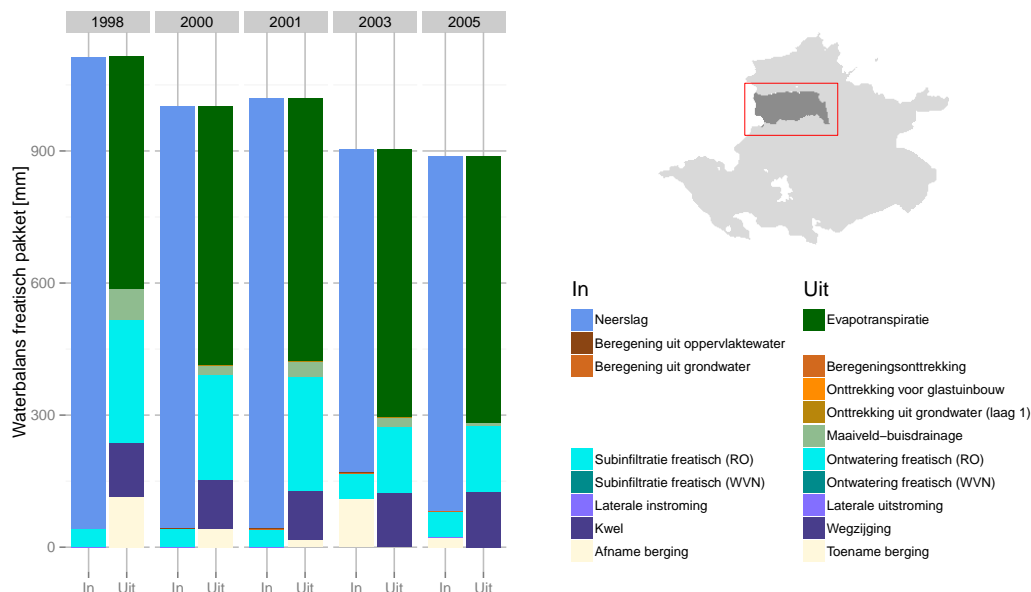 1998 2000 2001 2003 2005
Waterbalans freatisch pakket [mm]
900
600
300
0
In Uit In Uit In Uit In Uit In Uit
In Uit
Neerslag Evapotranspiratie
Beregening uit oppervlaktewater
Beregening uit grondwater Beregeningsonttrekking
Onttrekking voor glastuinbouw
Onttrekking uit grondwater (laag 1)
Maaiveld-buisdrainage
Subinfiltratie freatisch (RO) Ontwatering freatisch (RO)
Subinfiltratie freatisch (WVN) Ontwatering freatisch (WVN)
Laterale instroming Laterale uitstroming
Kwel Wegzijging
Afname berging Toename berging